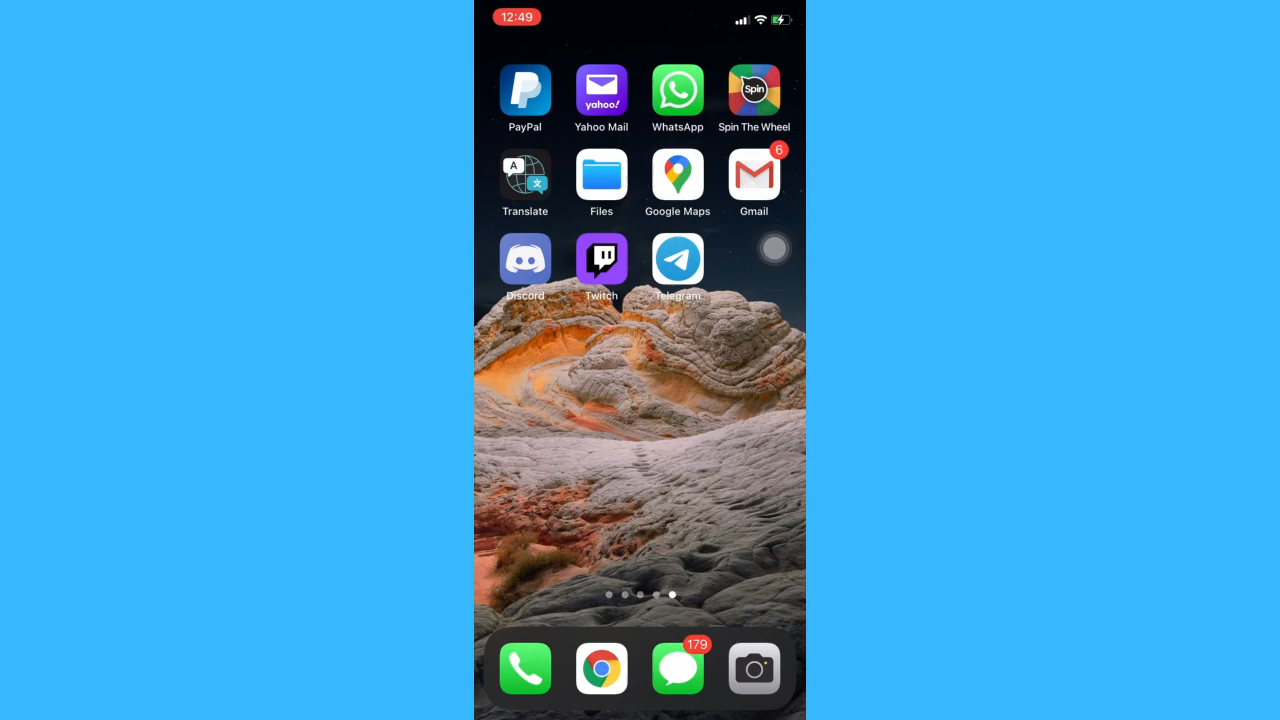 12:49
yahoo!
Spin
PayPal Yahoo Mail WhatsApp Spin The Wheel
6
A 文
Translate Files Google Maps Gmail
Discord Twitch Telegram
179